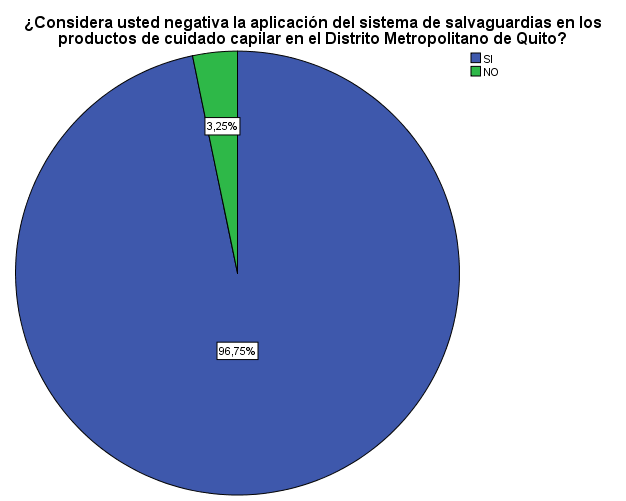 ¿Considera usted negativa la aplicación del sistema de salvaguardias en los
productos de cuidado capilar en el Distrito Metropolitano de Quito?
SI
NO
3,25%
96,75%